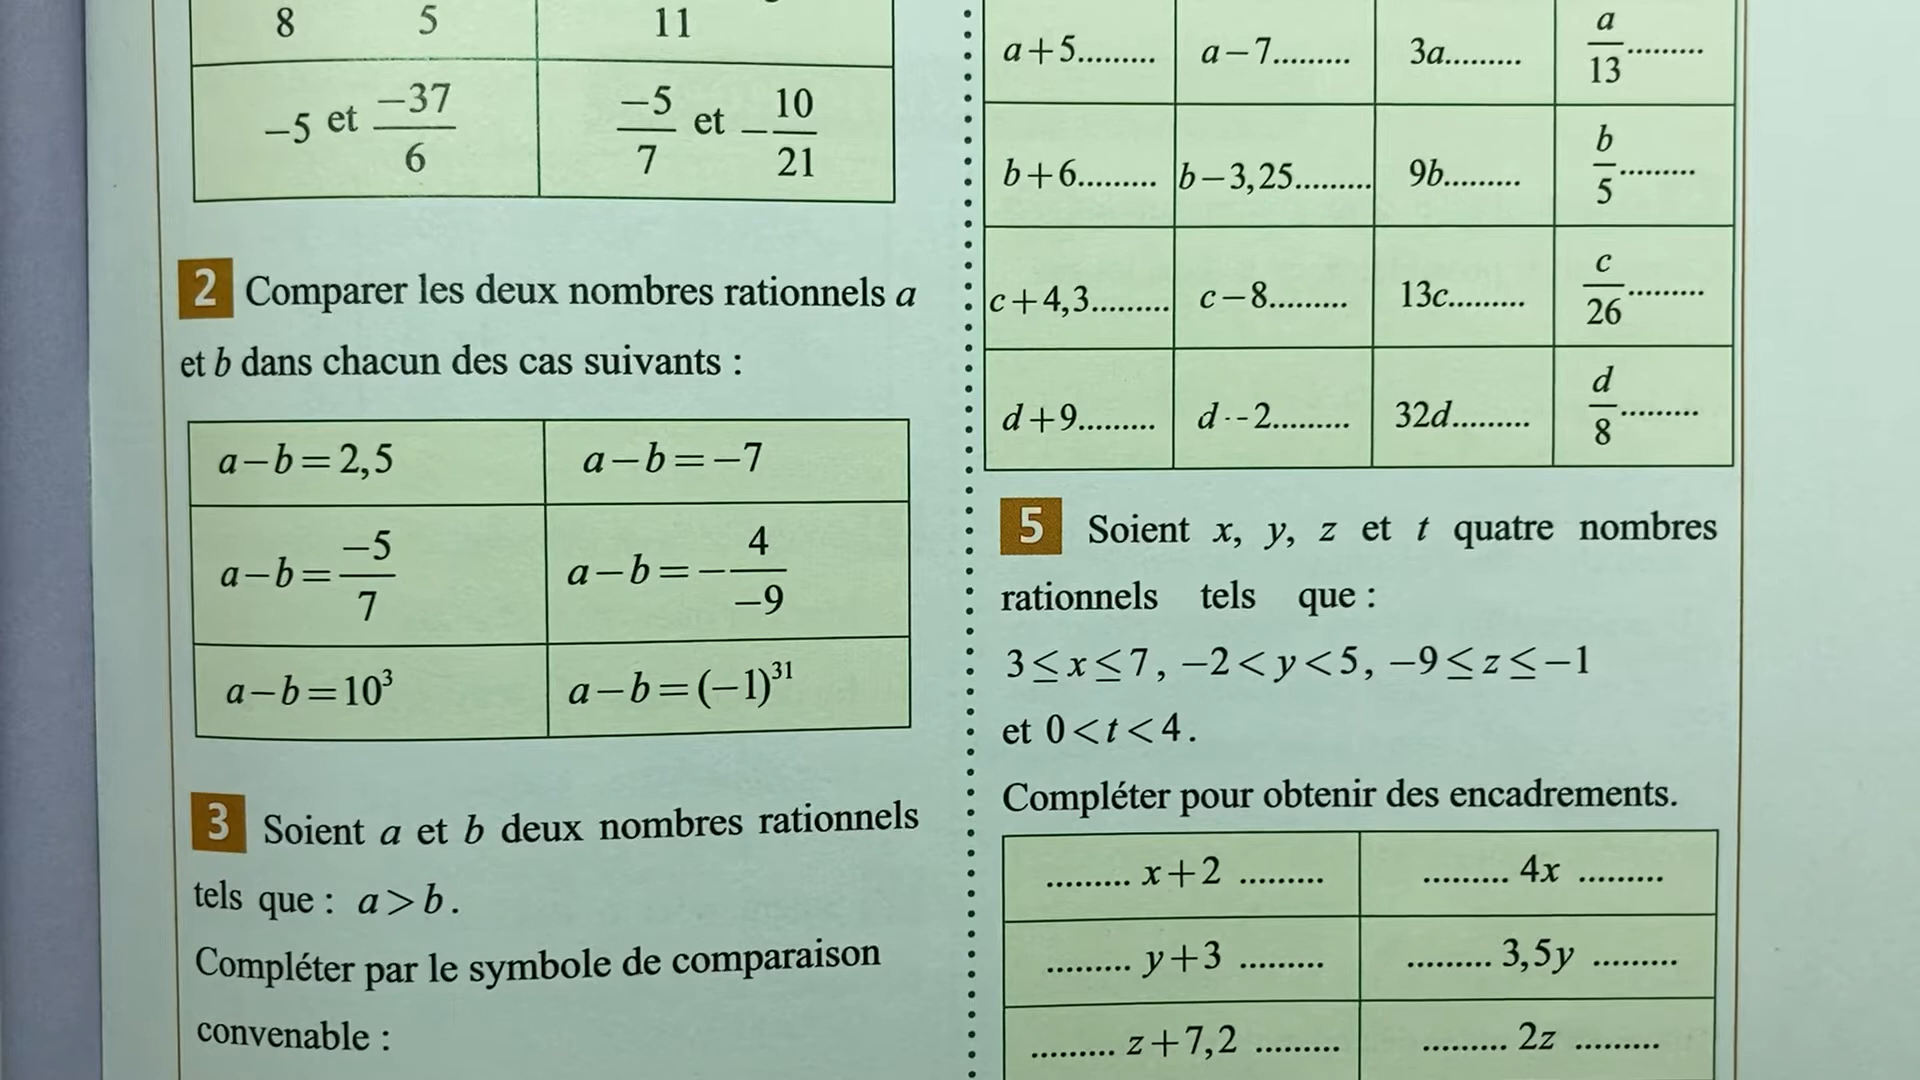 8 5 11
−5 et −37/6 −5/7 et −10/21
2 Comparer les deux nombres rationnels a
et b dans chacun des cas suivants :
a−b=2,5 a−b=−7
a−b=−5/7 a−b=−4/−9
a−b=10³ a−b=(−1)³¹
3 Soient a et b deux nombres rationnels
tels que : a>b.
Compléter par le symbole de comparaison
convenable :
a+5......... a−7......... 3a......... a/13.........
b+6......... b−3,25......... 9b......... b/5.........
c+4,3......... c−8......... 13c......... c/26.........
d+9......... d--2......... 32d......... d/8.........
5 Soient x, y, z et t quatre nombres
rationnels tels que :
3≤x≤7, −2<y<5, −9≤z≤−1
et 0<t<4.
Compléter pour obtenir des encadrements.
......... x+2 ......... ......... 4x .........
......... y+3 ......... ......... 3,5y .........
......... z+7,2 ......... ......... 2z .........